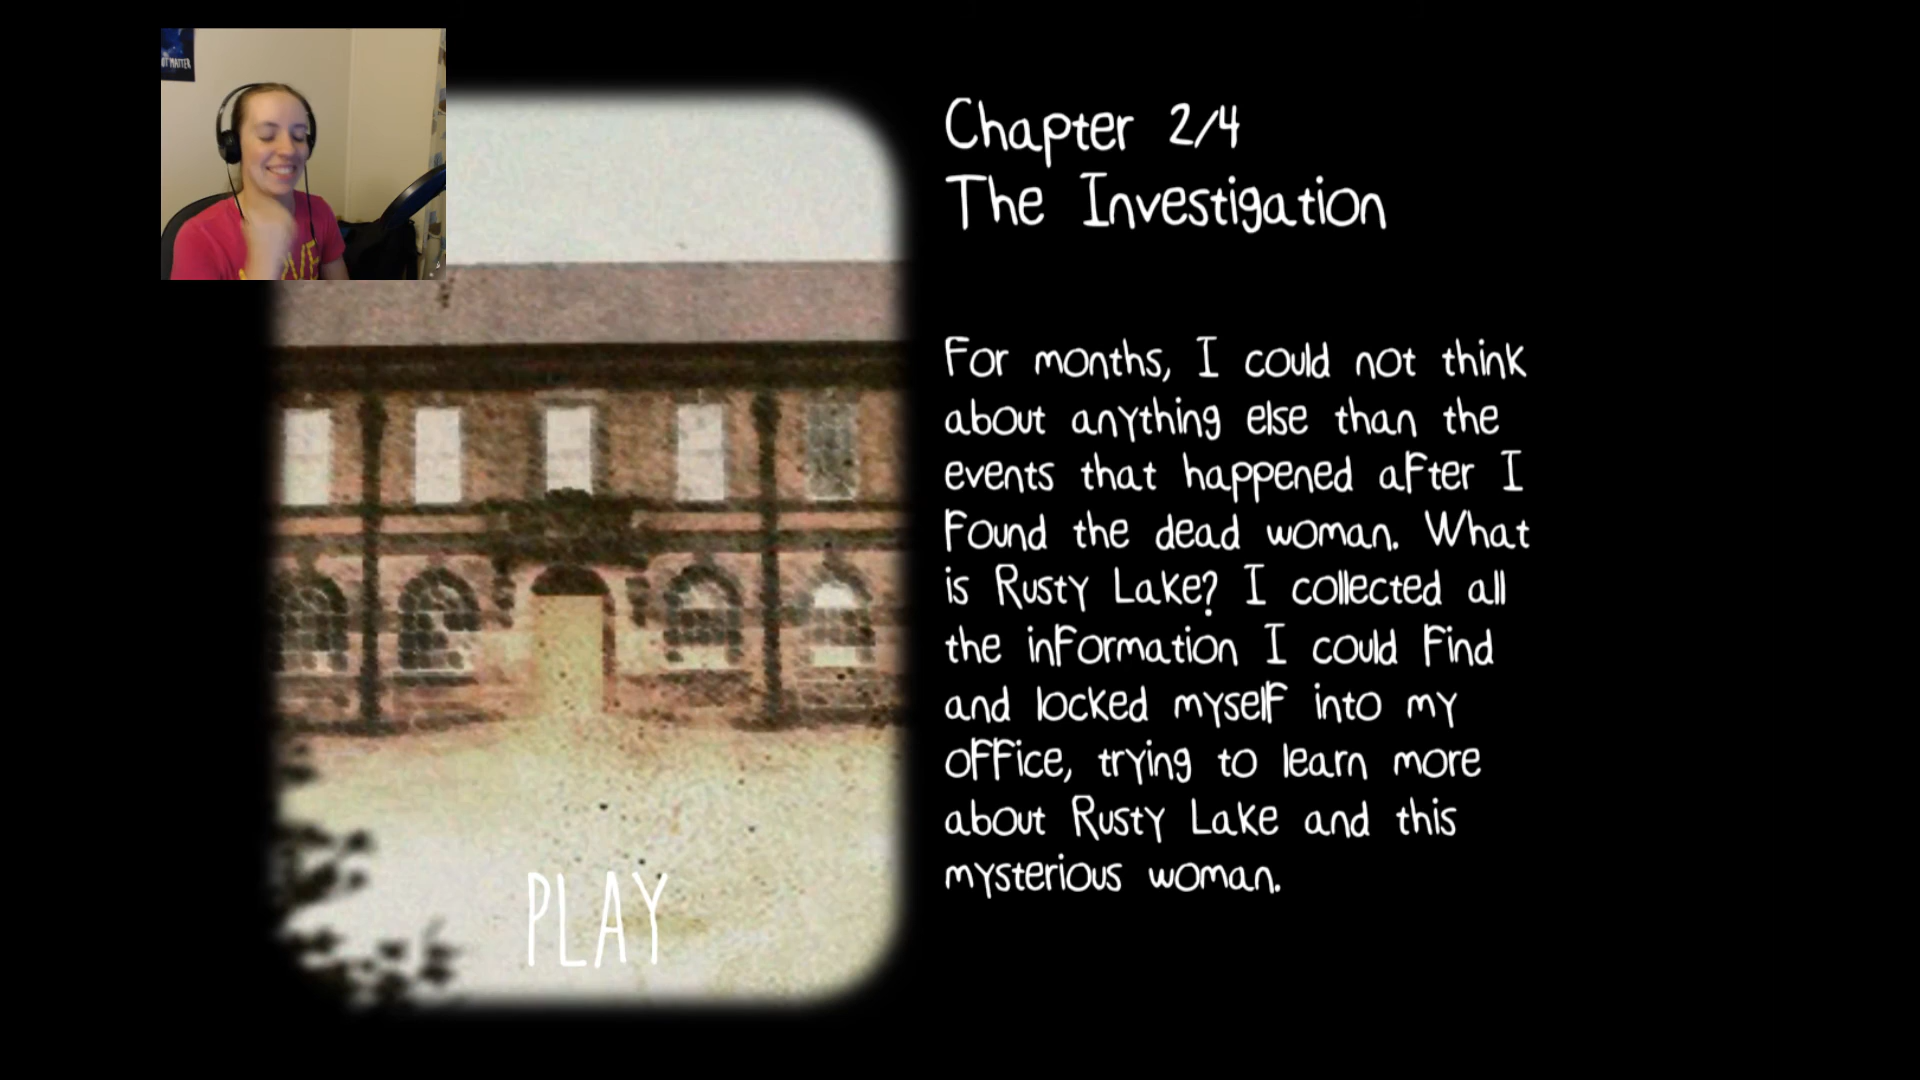 OT MATTER
Chapter 2/4
The Investigation
For months, I could not think
about anything else than the
events that happened after I
found the dead woman. What
is Rusty Lake? I collected all
the information I could find
and locked myself into my
office, trying to learn more
about Rusty Lake and this
mysterious woman.
PLAY